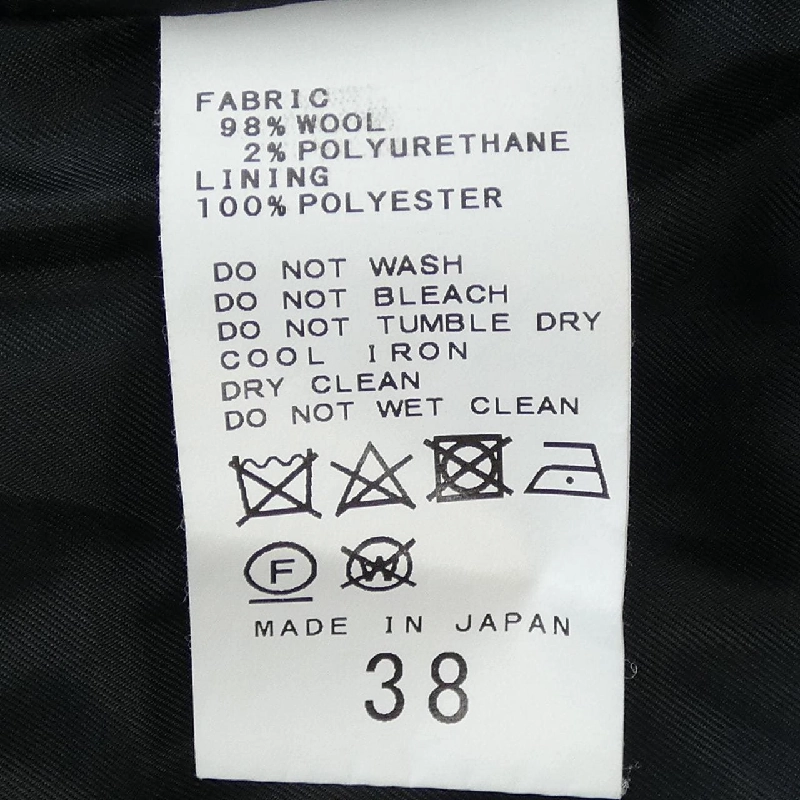 FABRIC
98% WOOL
2% POLYURETHANE
LINING
100% POLYESTER
DO NOT WASH
DO NOT BLEACH
DO NOT TUMBLE DRY
COOL IRON
DRY CLEAN
DO NOT WET CLEAN
F W
MADE IN JAPAN
38